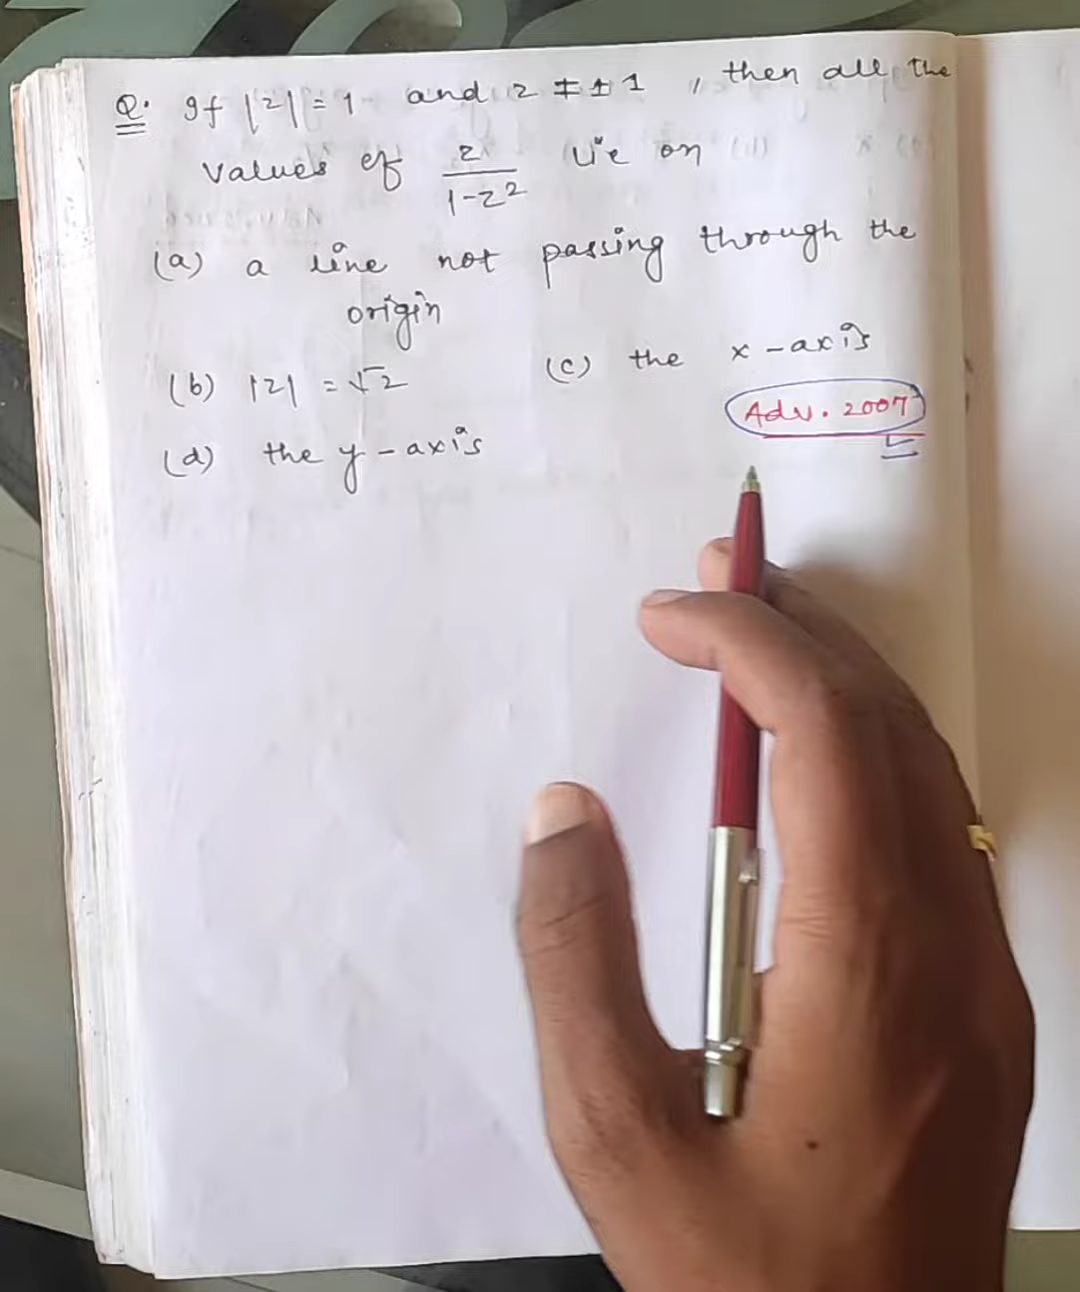 Q. If |z| = 1 and z ≠ ±1, then all the
values of z/(1-z²) lie on
(a) a line not passing through the
origin
(b) |z| = √2 (c) the x-axis
Adv. 2007
(d) the y-axis